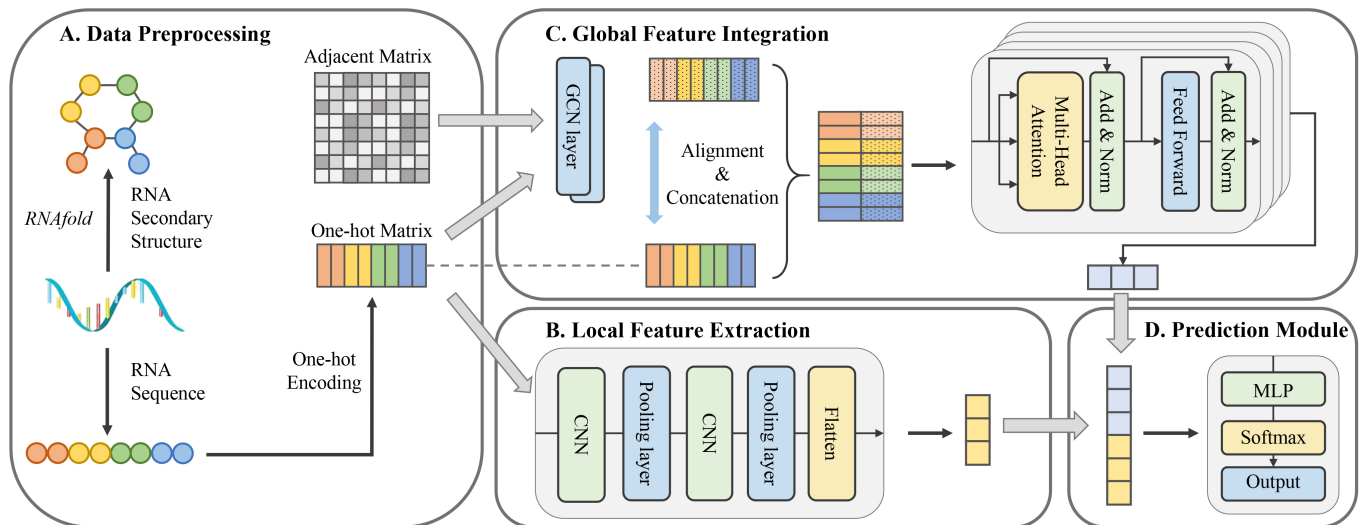 A. Data Preprocessing
Adjacent Matrix
RNAfold
RNA
Secondary
Structure
One-hot Matrix
RNA
Sequence
One-hot
Encoding
C. Global Feature Integration
GCN layer
Alignment
&
Concatenation
Multi-Head
Attention
Add & Norm
Feed Forward
Add & Norm
B. Local Feature Extraction
CNN
Pooling layer
CNN
Pooling layer
Flatten
D. Prediction Module
MLP
Softmax
Output